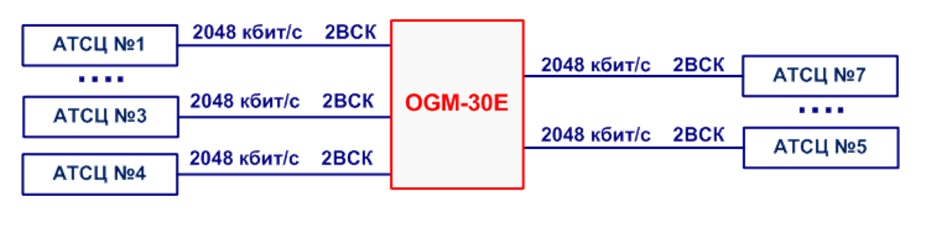 АТСЦ №1
2048 кбит/с 2ВСК
АТСЦ №3
2048 кбит/с 2ВСК
АТСЦ №4
2048 кбит/с 2ВСК
OGM-30E
2048 кбит/с 2ВСК
АТСЦ №7
2048 кбит/с 2ВСК
АТСЦ №5